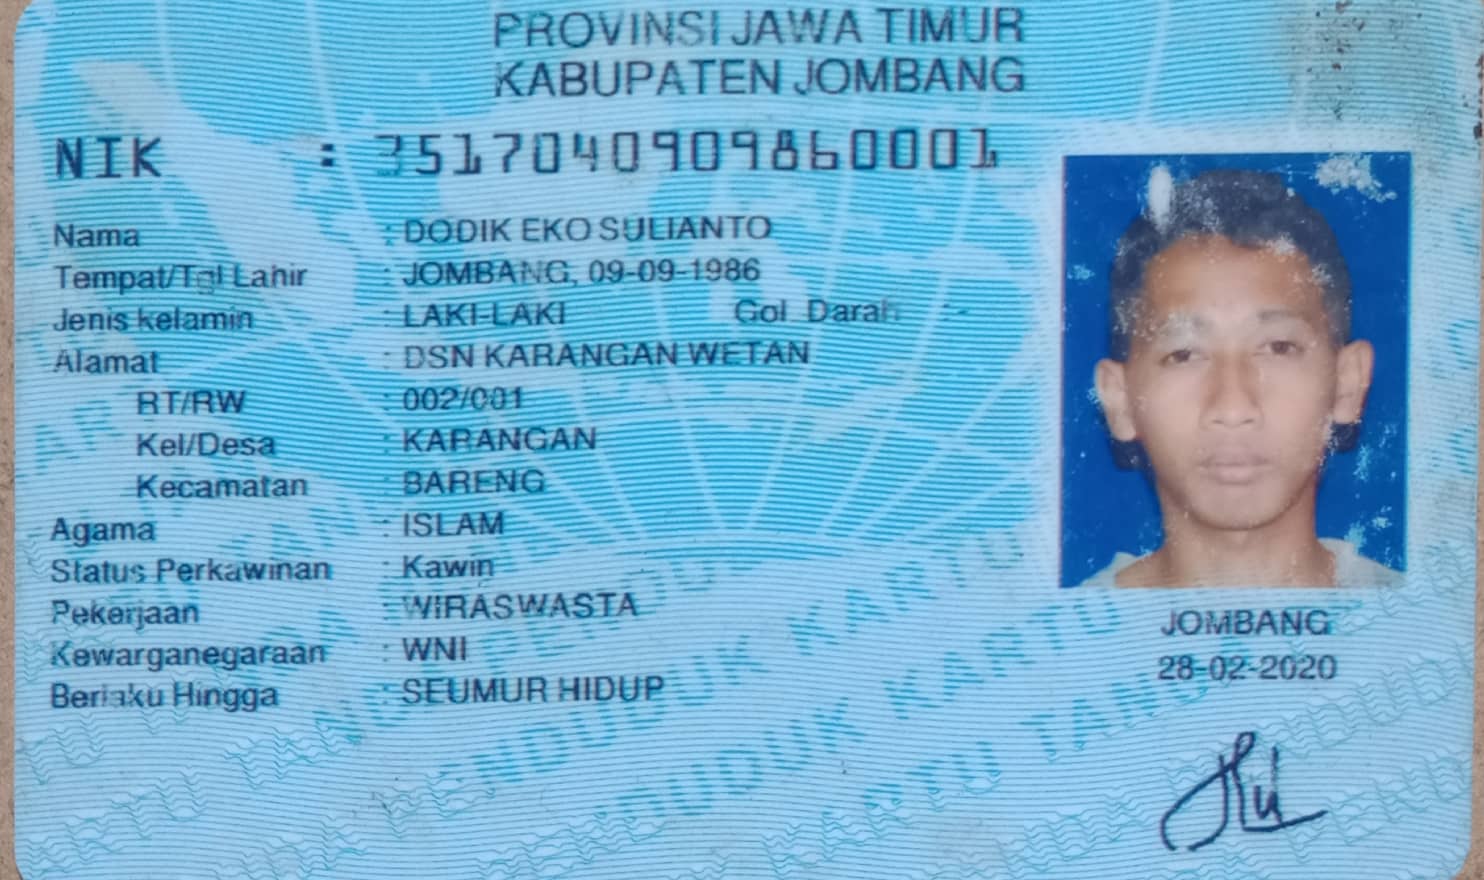 PROVINSI JAWA TIMUR
KABUPATEN JOMBANG
NIK : 3517040909860001
Nama : DODIK EKO SULIANTO
Tempat/Tgl Lahir : JOMBANG, 09-09-1986
Jenis kelamin : LAKI-LAKI Gol. Darah : -
Alamat : DSN KARANGAN WETAN
RT/RW : 002/001
Kel/Desa : KARANGAN
Kecamatan : BARENG
Agama : ISLAM
Status Perkawinan : Kawin
Pekerjaan : WIRASWASTA
Kewarganegaraan : WNI
Berlaku Hingga : SEUMUR HIDUP
JOMBANG
28-02-2020